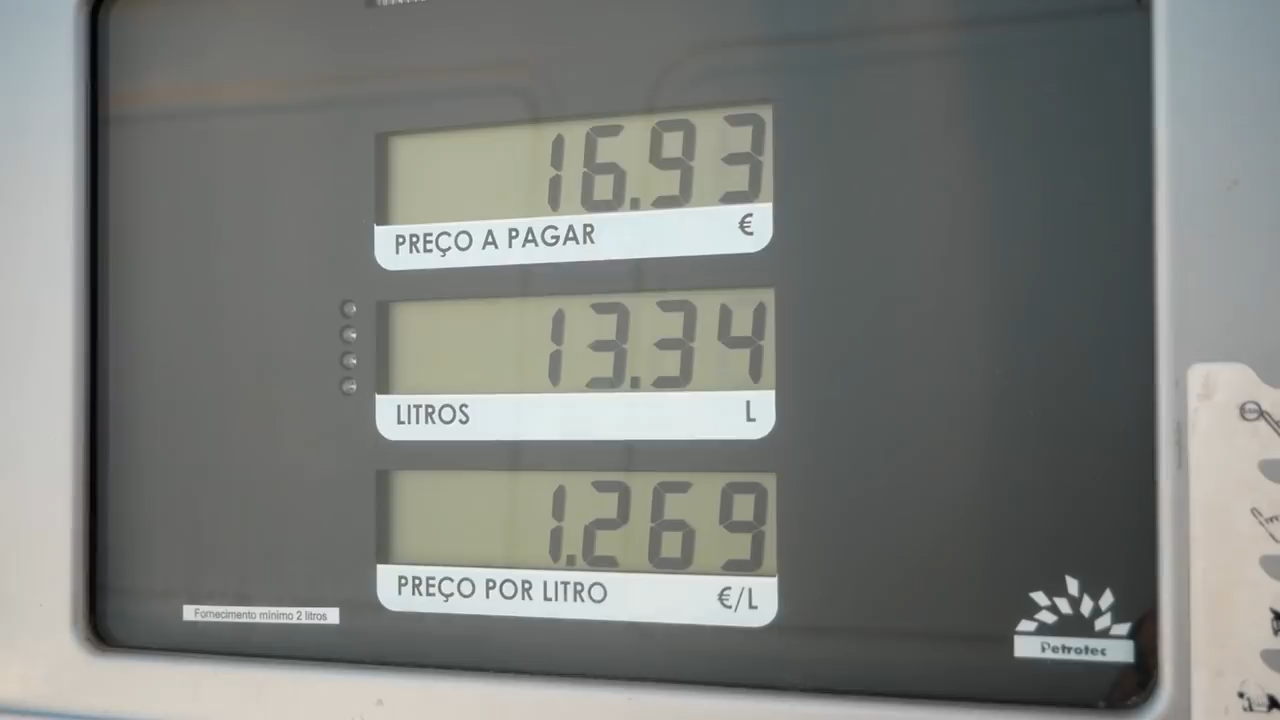 16.93
PREÇO A PAGAR €
13.34
LITROS L
1.269
PREÇO POR LITRO €/L
Fornecimento mínimo 2 litros
Petrotec